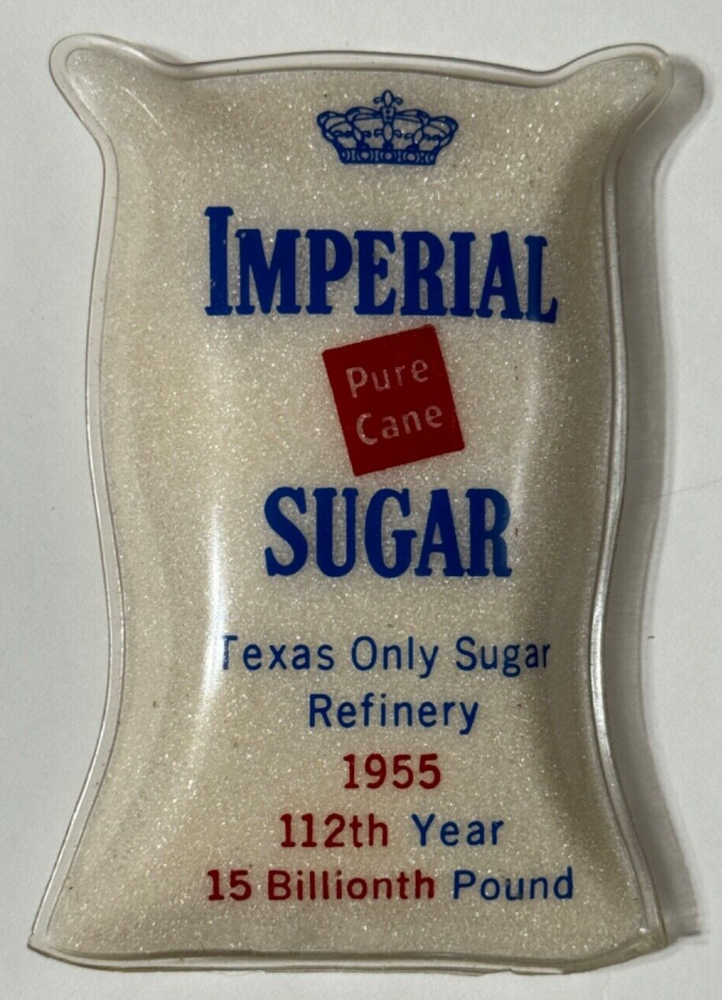 IMPERIAL
Pure
Cane
SUGAR
Texas Only Sugar
Refinery
1955
112th Year
15 Billionth Pound